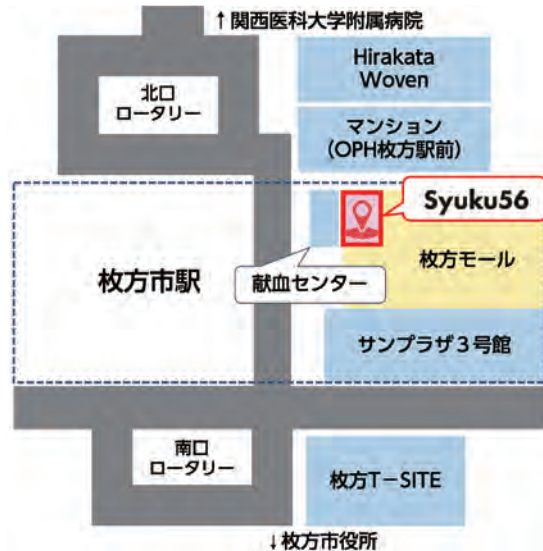 ↑関西医科大学附属病院
Hirakata
Woven
北口
ロータリー
マンション
（OPH枚方駅前）
Syuku56
枚方市駅
献血センター
枚方モール
サンプラザ３号館
南口
ロータリー
枚方T－SITE
↓枚方市役所